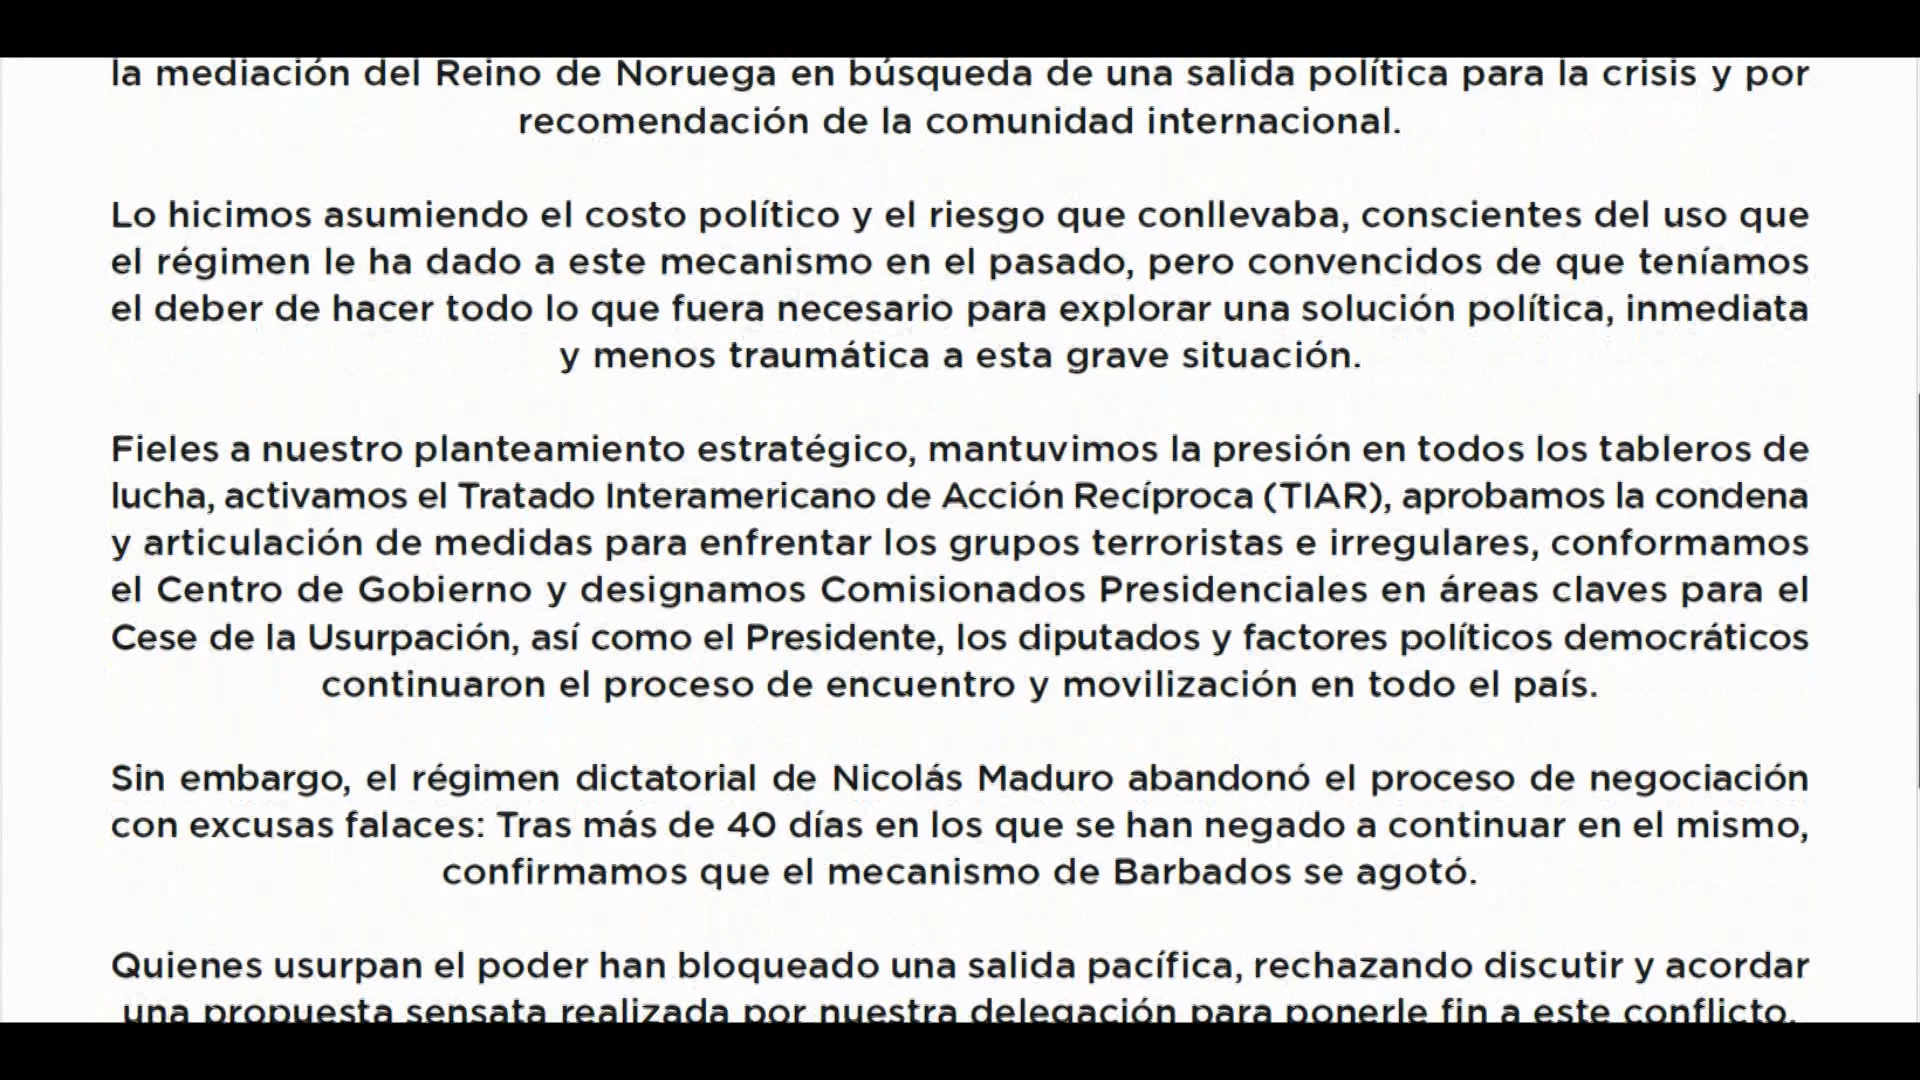 la mediación del Reino de Noruega en búsqueda de una salida política para la crisis y por
recomendación de la comunidad internacional.
Lo hicimos asumiendo el costo político y el riesgo que conllevaba, conscientes del uso que
el régimen le ha dado a este mecanismo en el pasado, pero convencidos de que teníamos
el deber de hacer todo lo que fuera necesario para explorar una solución política, inmediata
y menos traumática a esta grave situación.
Fieles a nuestro planteamiento estratégico, mantuvimos la presión en todos los tableros de
lucha, activamos el Tratado Interamericano de Acción Recíproca (TIAR), aprobamos la condena
y articulación de medidas para enfrentar los grupos terroristas e irregulares, conformamos
el Centro de Gobierno y designamos Comisionados Presidenciales en áreas claves para el
Cese de la Usurpación, así como el Presidente, los diputados y factores políticos democráticos
continuaron el proceso de encuentro y movilización en todo el país.
Sin embargo, el régimen dictatorial de Nicolás Maduro abandonó el proceso de negociación
con excusas falaces: Tras más de 40 días en los que se han negado a continuar en el mismo,
confirmamos que el mecanismo de Barbados se agotó.
Quienes usurpan el poder han bloqueado una salida pacífica, rechazando discutir y acordar
una propuesta sensata realizada por nuestra delegación para ponerle fin a este conflicto.